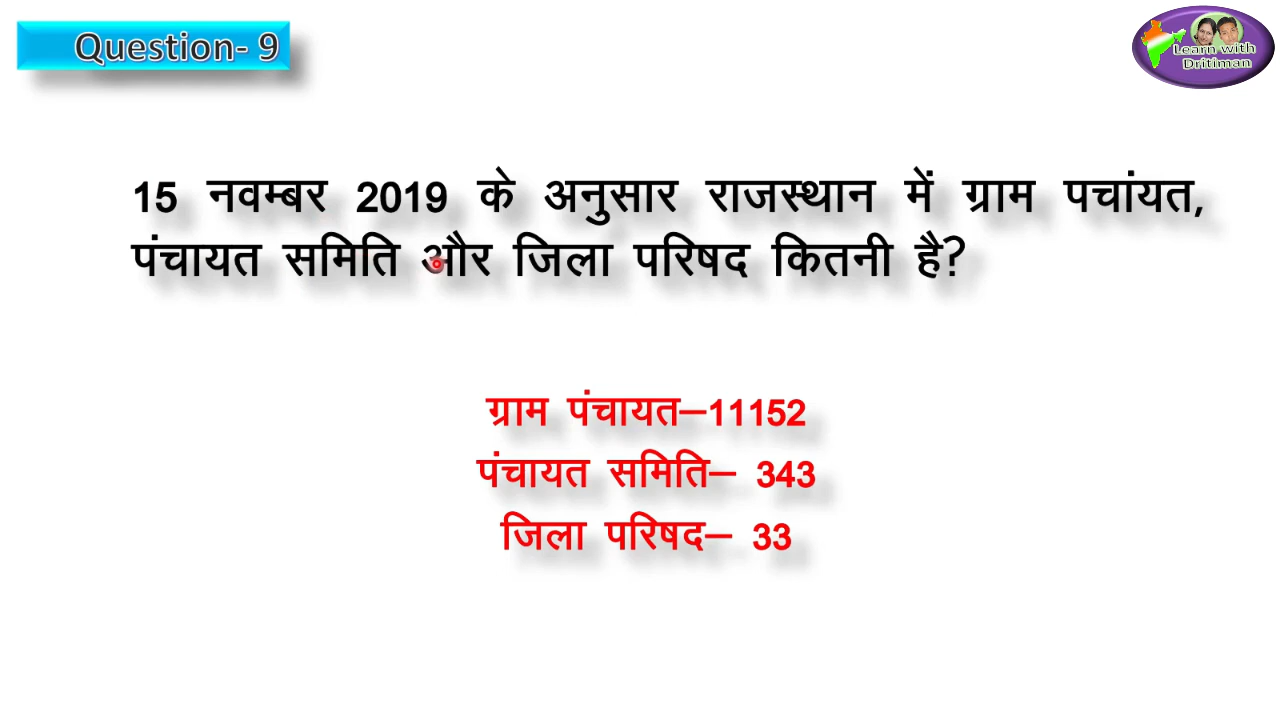 Question- 9
Learn with
Dritiman
15 नवम्बर 2019 के अनुसार राजस्थान में ग्राम पचांयत,
पंचायत समिति और जिला परिषद कितनी है?
ग्राम पंचायत–11152
पंचायत समिति– 343
जिला परिषद– 33